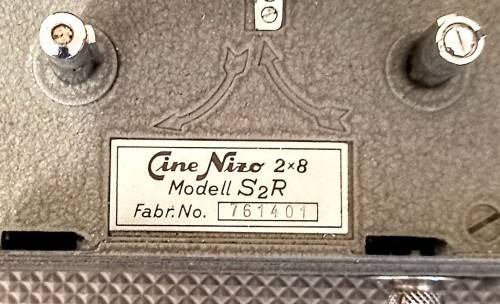 Cine Nizo 2×8
Modell S2R
Fabr. No. 761401